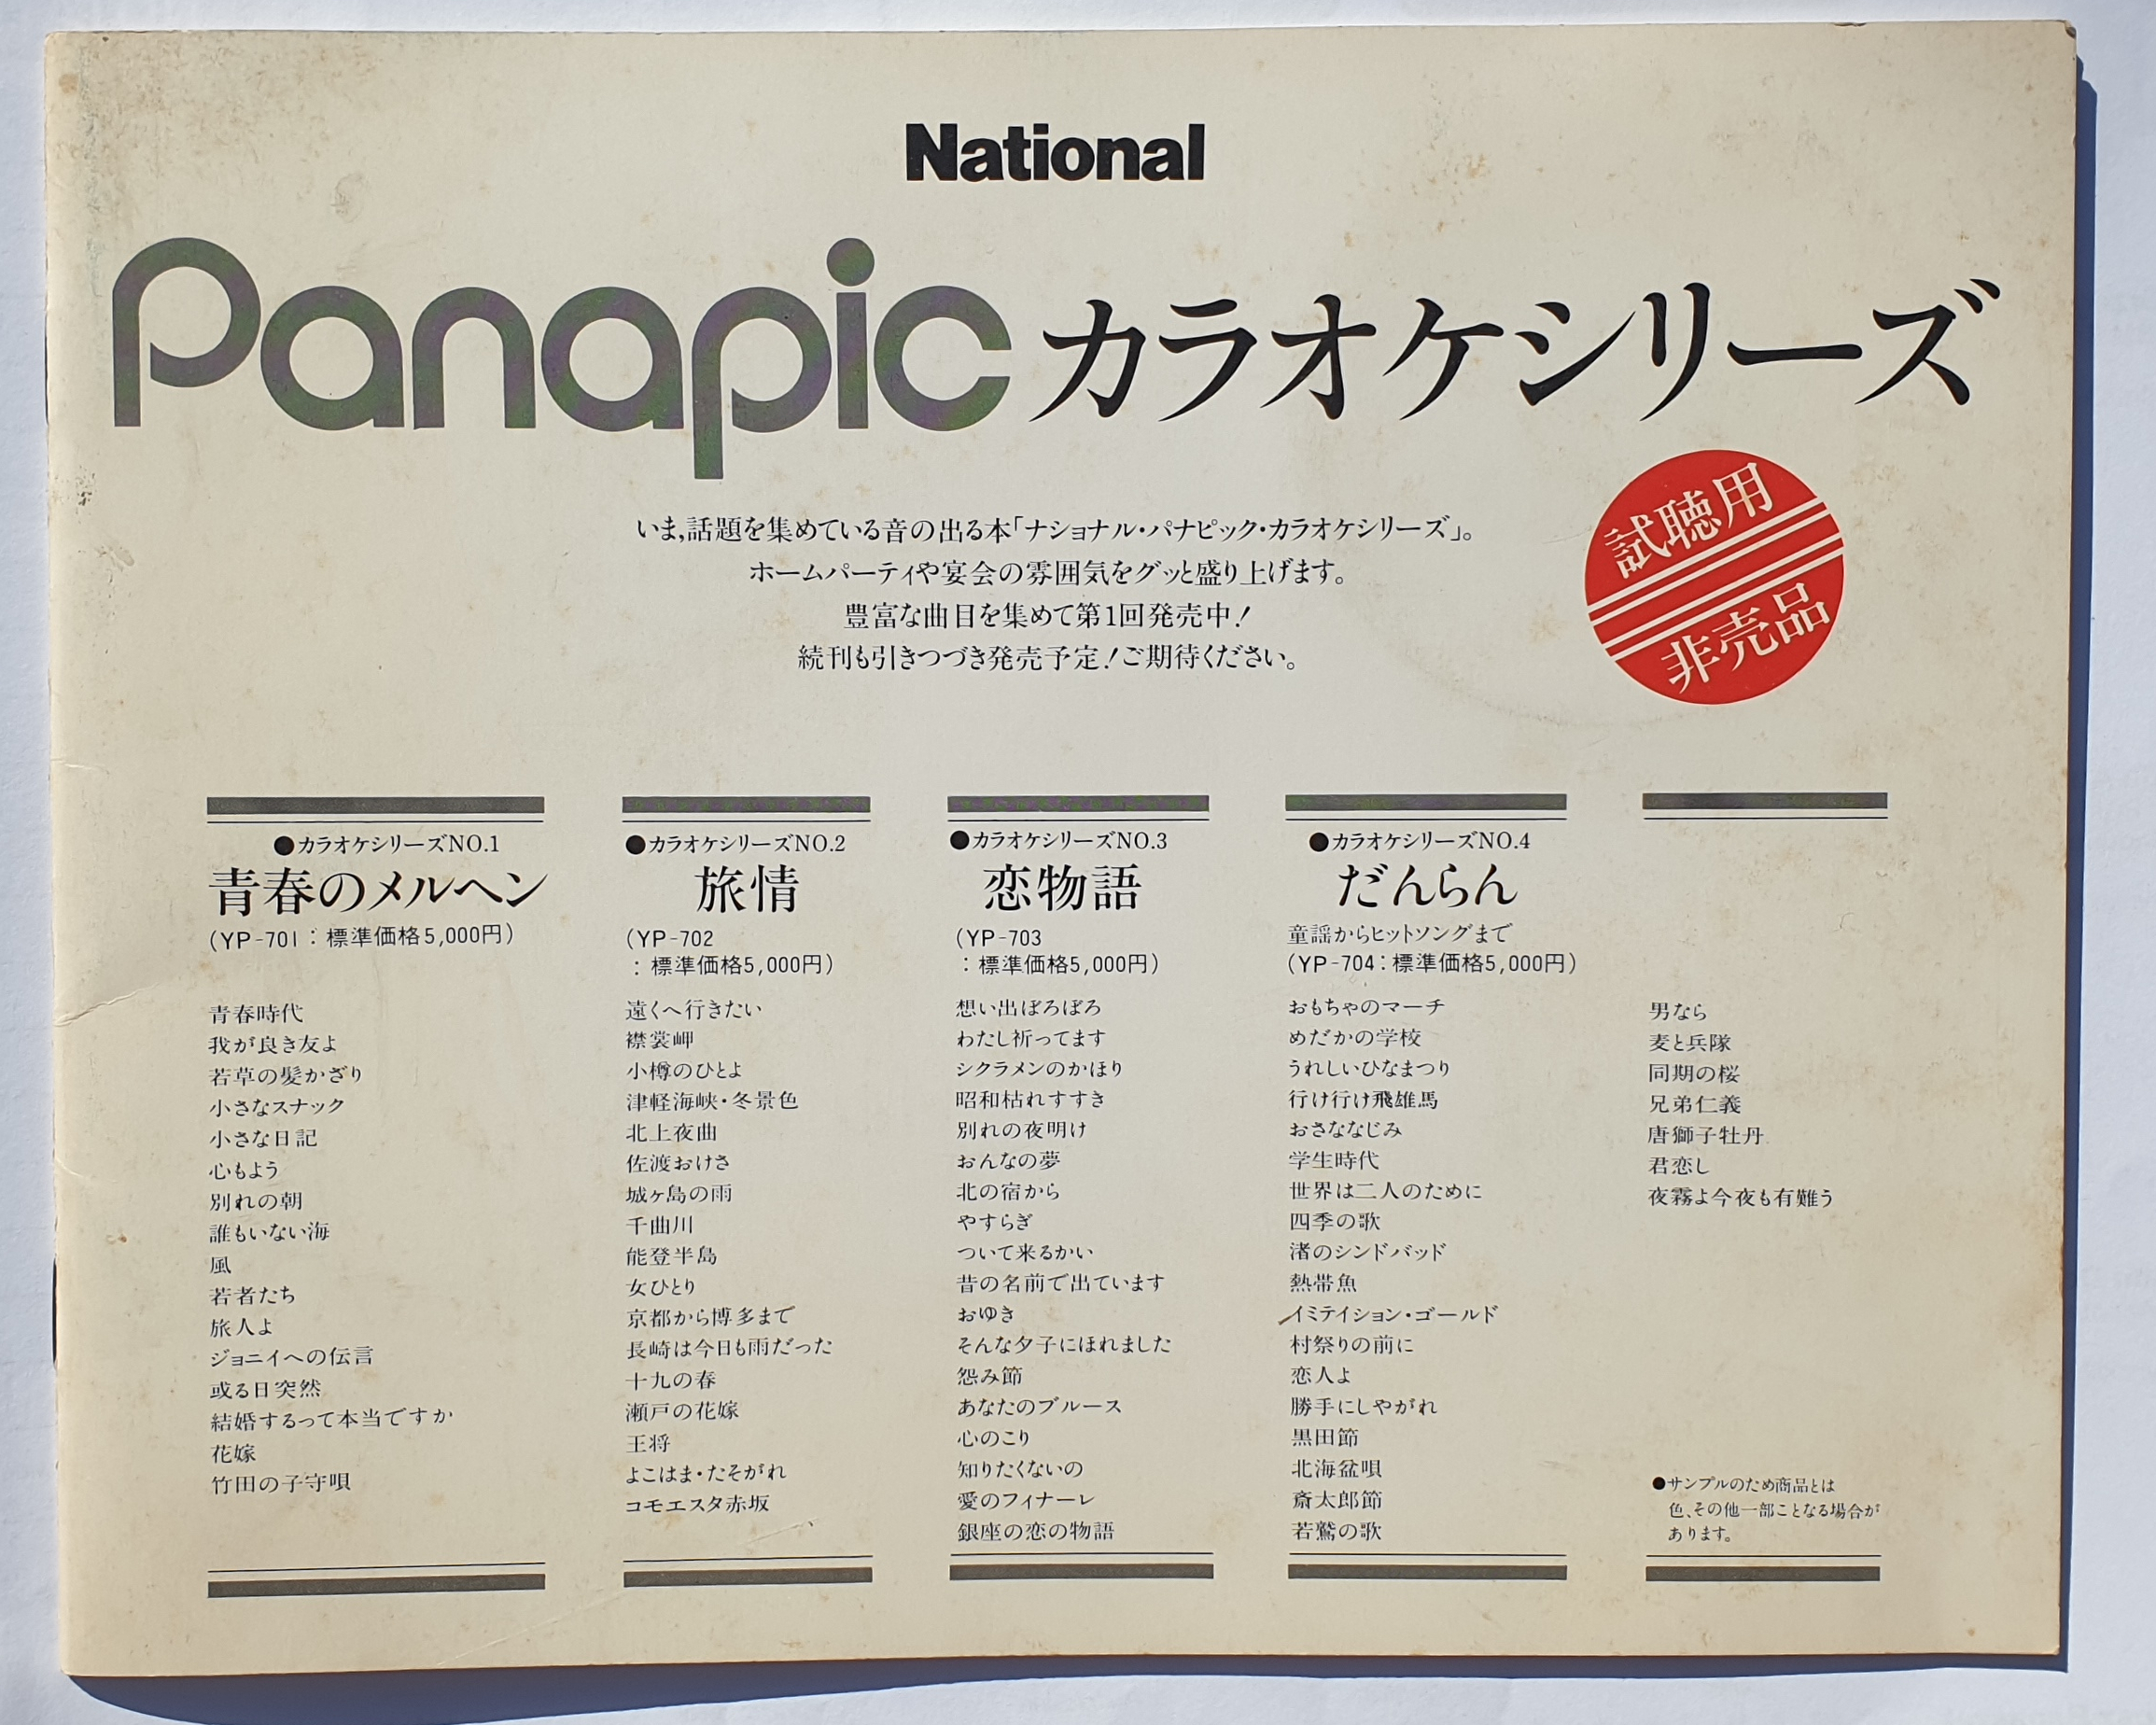 National
Panapicカラオケシリーズ
いま,話題を集めている音の出る本「ナショナル・パナピック・カラオケシリーズ」。
ホームパーティや宴会の雰囲気をグッと盛り上げます。
豊富な曲目を集めて第1回発売中!
続刊も引きつづき発売予定!ご期待ください。
試聴用
非売品
●カラオケシリーズNO.1
青春のメルヘン
(YP-701:標準価格5,000円)
青春時代
我が良き友よ
若草の髪かざり
小さなスナック
小さな日記
心もよう
別れの朝
誰もいない海
風
若者たち
旅人よ
ジョニイへの伝言
或る日突然
結婚するって本当ですか
花嫁
竹田の子守唄
●カラオケシリーズNO.2
旅情
(YP-702
:標準価格5,000円)
遠くへ行きたい
襟裳岬
小樽のひとよ
津軽海峡・冬景色
北上夜曲
佐渡おけさ
城ヶ島の雨
千曲川
能登半島
女ひとり
京都から博多まで
長崎は今日も雨だった
十九の春
瀬戸の花嫁
王将
よこはま・たそがれ
コモエスタ赤坂
●カラオケシリーズNO.3
恋物語
(YP-703
:標準価格5,000円)
想い出ぼろぼろ
わたし祈ってます
シクラメンのかほり
昭和枯れすすき
別れの夜明け
おんなの夢
北の宿から
やすらぎ
ついて来るかい
昔の名前で出ています
おゆき
そんな夕子にほれました
怨み節
あなたのブルース
心のこり
知りたくないの
愛のフィナーレ
銀座の恋の物語
●カラオケシリーズNO.4
だんらん
童謡からヒットソングまで
(YP-704:標準価格5,000円)
おもちゃのマーチ
めだかの学校
うれしいひなまつり
行け行け飛雄馬
おさななじみ
学生時代
世界は二人のために
四季の歌
渚のシンドバッド
熱帯魚
イミテイション・ゴールド
村祭りの前に
恋人よ
勝手にしやがれ
黒田節
北海盆唄
斎太郎節
若鷲の歌
男なら
麦と兵隊
同期の桜
兄弟仁義
唐獅子牡丹
君恋し
夜霧よ今夜も有難う
●サンプルのため商品とは
色、その他一部ことなる場合が
あります。